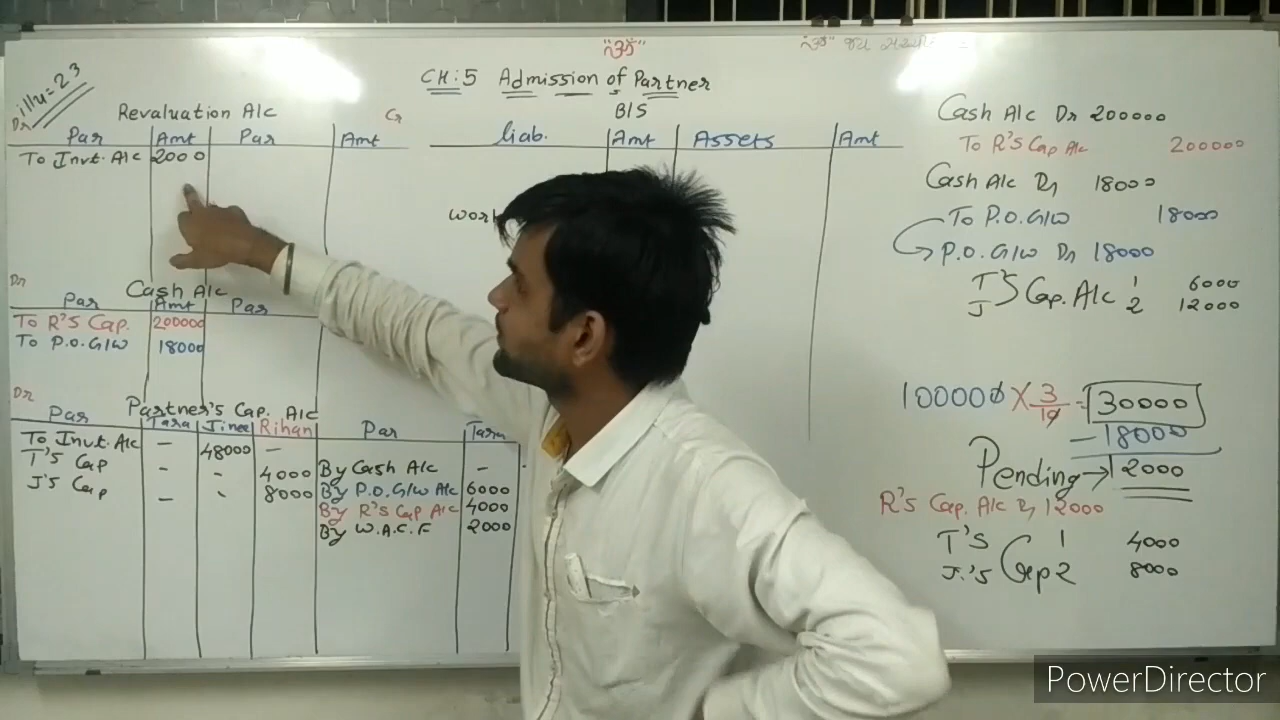 "ૐ"
"ૐ" જય
CH:5 Admission of Partner
illu=23
Dr Revaluation A/c Cr
Par Amt Par Amt
To Invt. A/c 2000
B/S
liab. Amt Assets Amt
work
Dr Cash A/c
Par Amt Par
To R'S Cap. 200000
To P.O.G/W 18000
Dr Partner's Cap. A/c
Par Tara Jinee Rihan Par Tara
To Invt. A/c - 48000 -
T'S Cap - - 4000 By Cash A/c -
J'S Cap - - 8000 By P.O.G/W A/c 6000
By R'S Cap A/c 4000
By W.A.C.F 2000
Cash A/c Dr 200000
To R'S Cap A/c 200000
Cash A/c Dr 18000
To P.O.G/W 18000
P.O.G/W Dr 18000
T'S 1 6000
J Cap. A/c 2 12000
100000 X 3/10 = 30000
- 18000
Pending → 12000
R'S Cap. A/c Dr 12000
T'S 1 4000
J.'S Cap 2 8000
PowerDirector